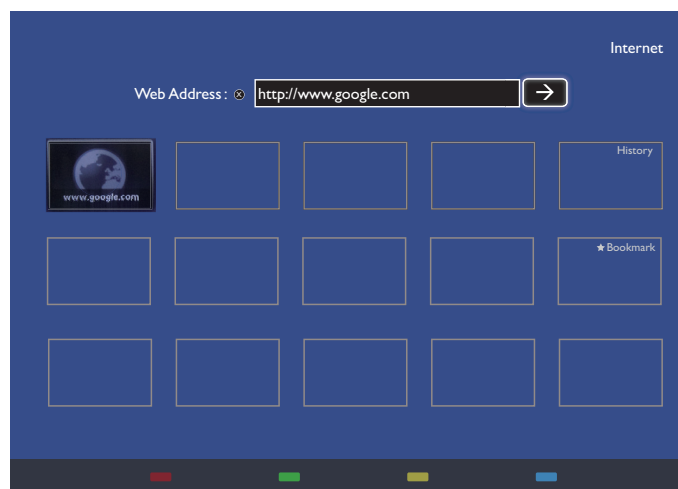 Internet
Web Address :
http://www.google.com
History
www.google.com
★ Bookmark